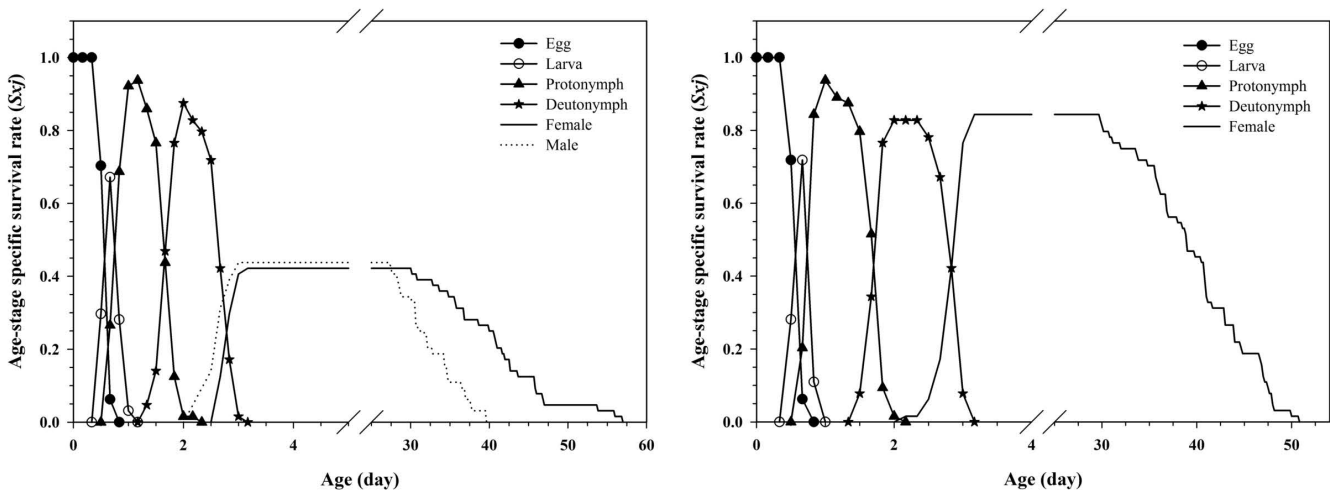 Age-stage specific survival rate (Sxj)
1.0
0.8
0.6
0.4
0.2
0.0
0
2
4
30
40
50
60
Age (day)
Egg
Larva
Protonymph
Deutonymph
Female
Male
Age-stage specific survival rate (Sxj)
1.0
0.8
0.6
0.4
0.2
0.0
0
2
4
30
35
40
45
50
Age (day)
Egg
Larva
Protonymph
Deutonymph
Female